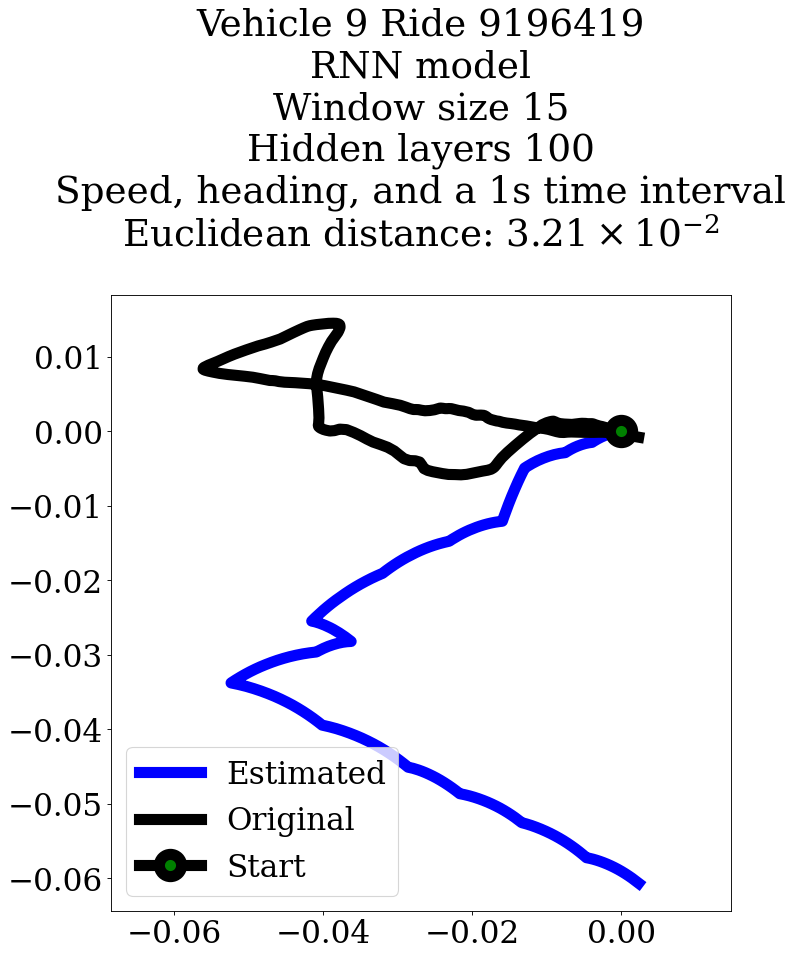 Vehicle 9 Ride 9196419
RNN model
Window size 15
Hidden layers 100
Speed, heading, and a 1s time interval
Euclidean distance: 3.21 × 10⁻²
0.01
0.00
−0.01
−0.02
−0.03
−0.04
−0.05
−0.06
Estimated
Original
Start
−0.06 −0.04 −0.02 0.00